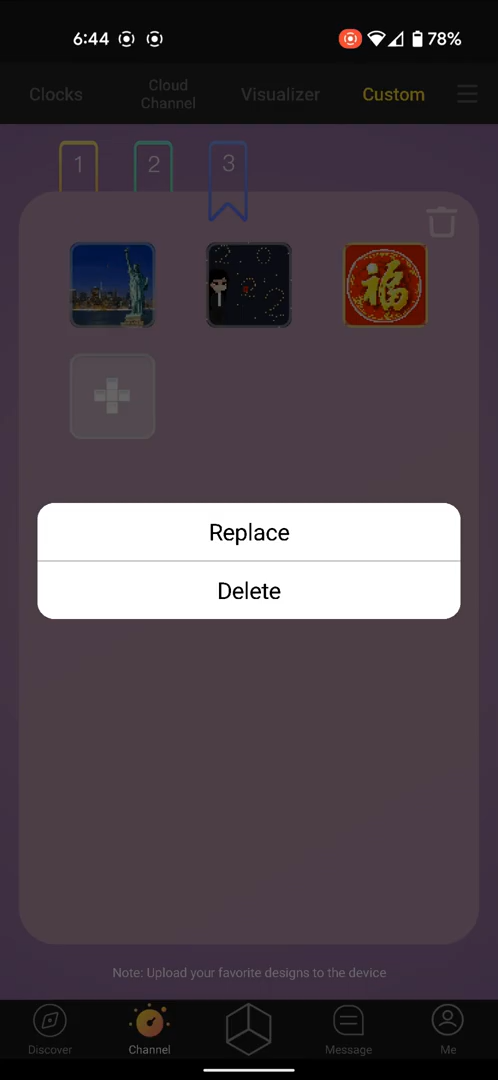 6:44
78%
Clocks
Cloud
Channel
Visualizer
Custom
1
2
3
福
Replace
Delete
Note: Upload your favorite designs to the device
Discover
Channel
Message
Me